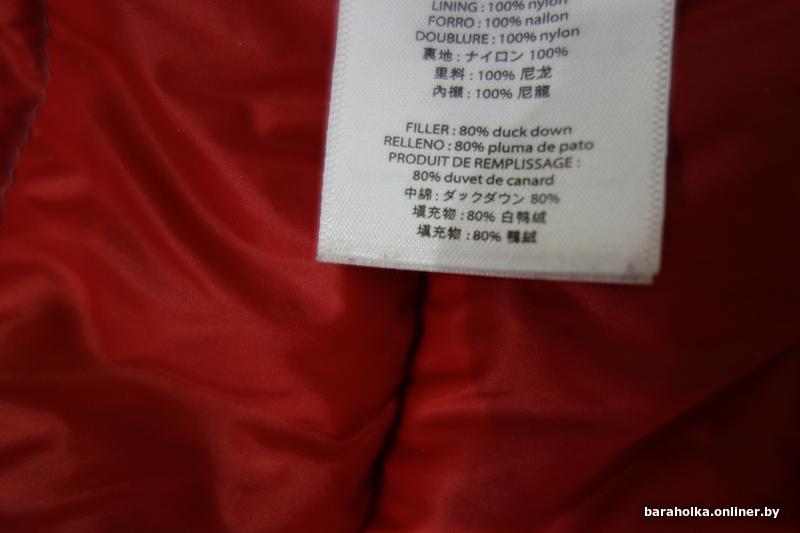 LINING : 100% nylon
FORRO : 100% nailon
DOUBLURE : 100% nylon
裏地 : ナイロン 100%
里料 : 100% 尼龙
內襯 : 100% 尼龍
FILLER : 80% duck down
RELLENO : 80% pluma de pato
PRODUIT DE REMPLISSAGE :
80% duvet de canard
中綿 : ダックダウン 80%
填充物 : 80% 白鸭绒
填充物 : 80% 鴨絨
baraholka.onliner.by